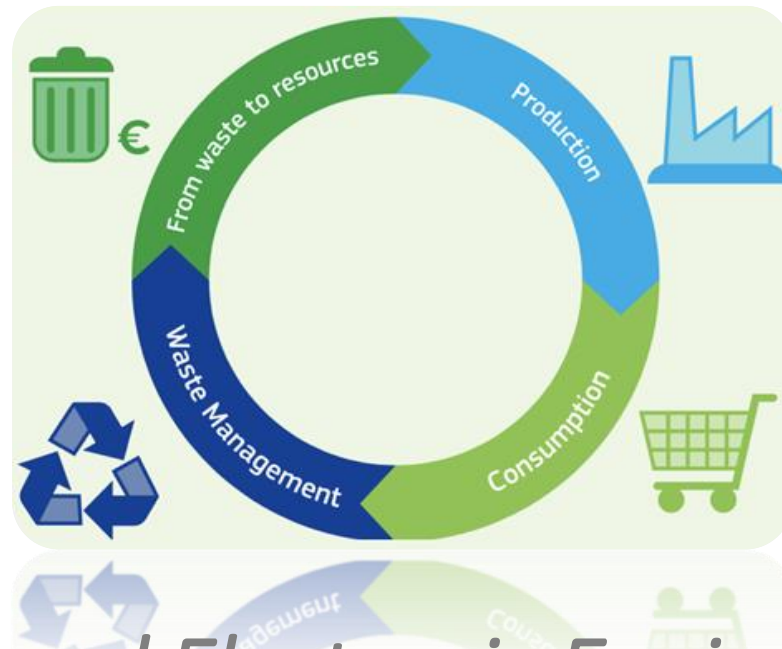 From waste to resources
€
Production
Consumption
Waste Management